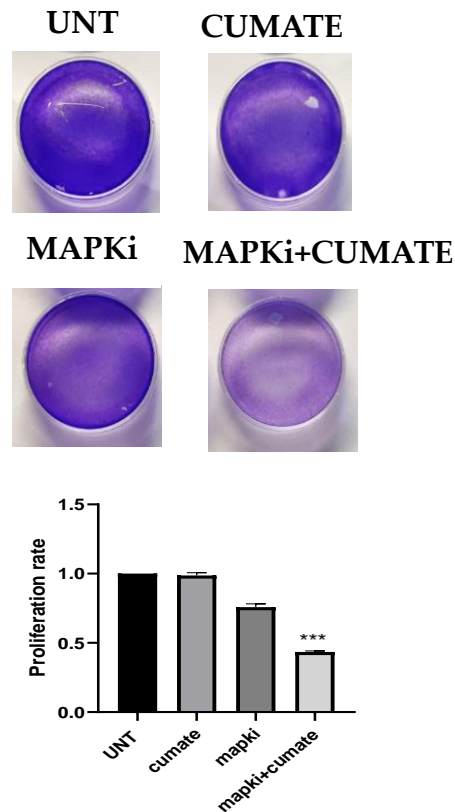 UNT CUMATE
MAPKi MAPKi+CUMATE
1.5
1.0
0.5
0.0
Proliferation rate
***
UNT cumate mapki mapki+cumate